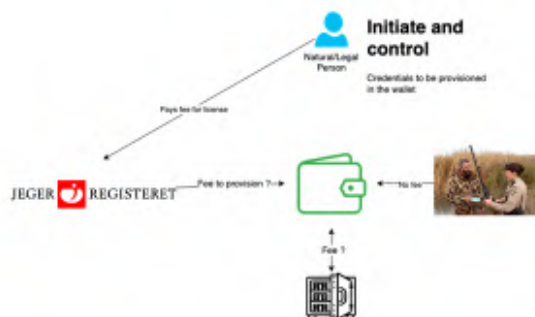 Initiate and
control
Natural/Legal
Person
Credentials to be provisioned
in the wallet
Pays fee for license
JEGER REGISTERET
Fee to provision ?
No fee
Fee ?